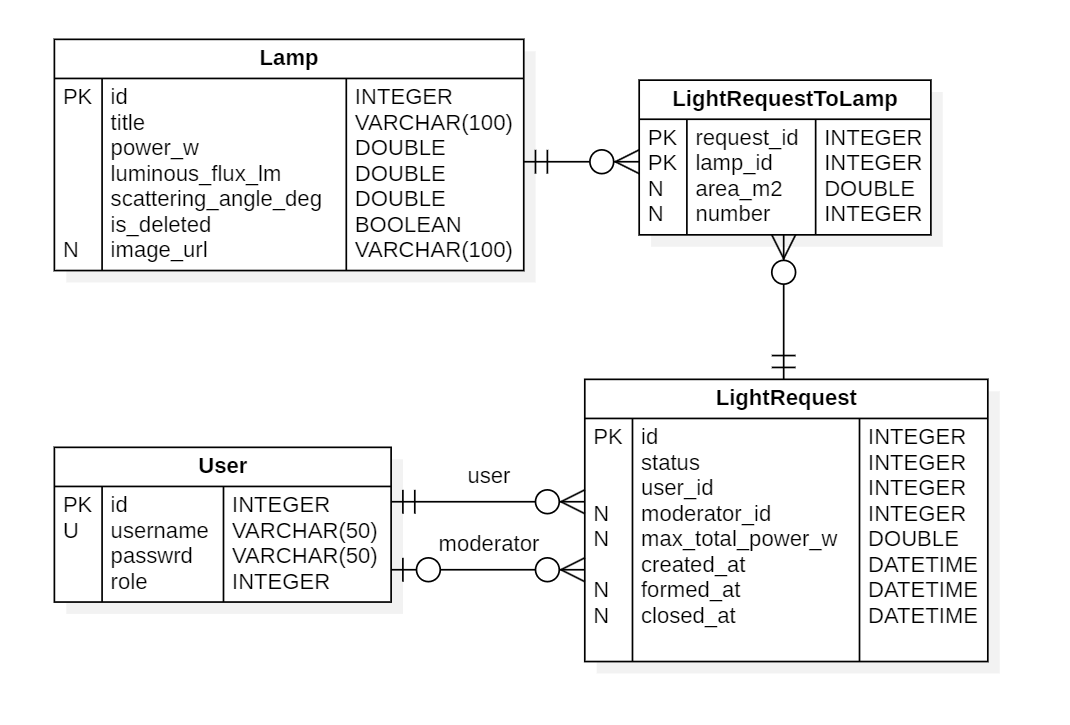 Lamp
PK id INTEGER
title VARCHAR(100)
power_w DOUBLE
luminous_flux_lm DOUBLE
scattering_angle_deg DOUBLE
is_deleted BOOLEAN
N image_url VARCHAR(100)
LightRequestToLamp
PK request_id INTEGER
PK lamp_id INTEGER
N area_m2 DOUBLE
N number INTEGER
LightRequest
PK id INTEGER
status INTEGER
user_id INTEGER
N moderator_id INTEGER
N max_total_power_w DOUBLE
created_at DATETIME
N formed_at DATETIME
N closed_at DATETIME
User
PK id INTEGER
U username VARCHAR(50)
passwrd VARCHAR(50)
role INTEGER
user
moderator